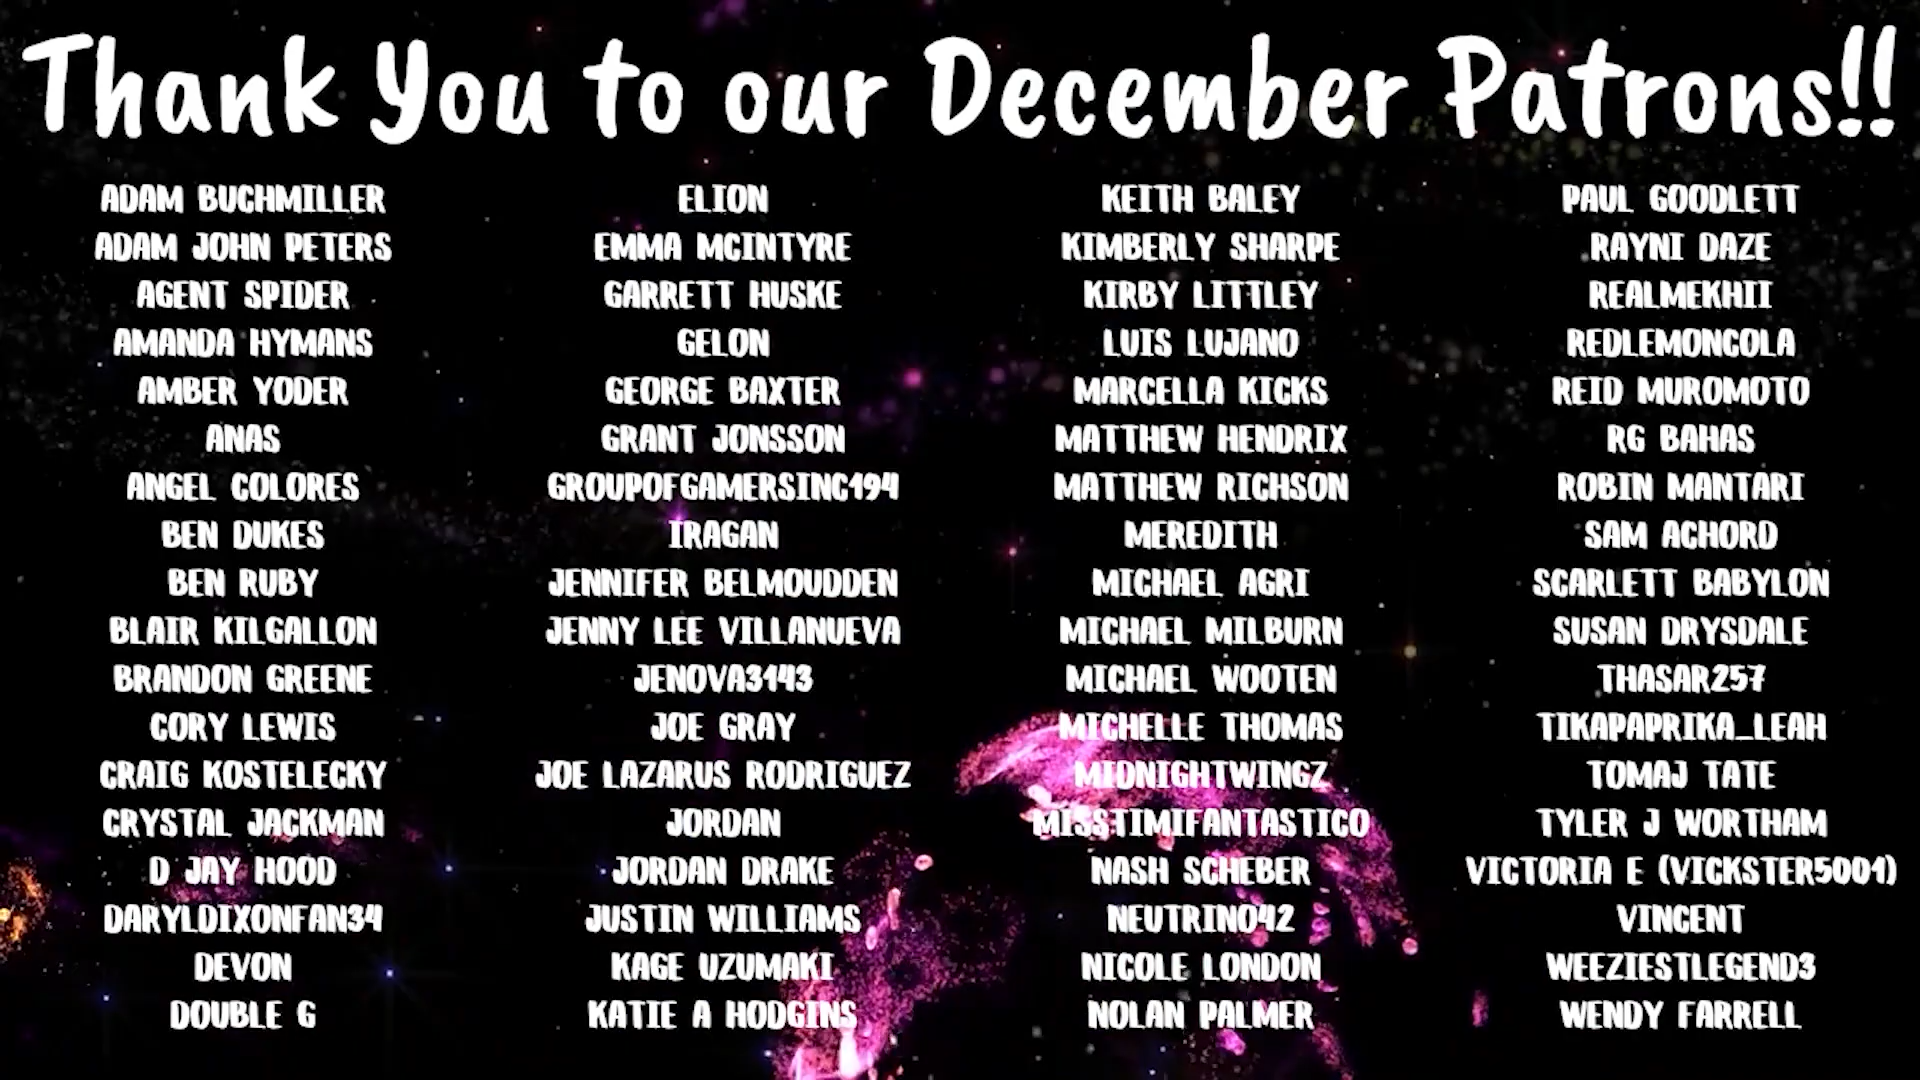 Thank You to our December Patrons!!
ADAM BUCHMILLER
ADAM JOHN PETERS
AGENT SPIDER
AMANDA HYMANS
AMBER YODER
ANAS
ANGEL COLORES
BEN DUKES
BEN RUBY
BLAIR KILGALLON
BRANDON GREENE
CORY LEWIS
CRAIG KOSTELECKY
CRYSTAL JACKMAN
D JAY HOOD
DARYLDIXONFAN34
DEVON
DOUBLE G
ELION
EMMA MCINTYRE
GARRETT HUSKE
GELON
GEORGE BAXTER
GRANT JONSSON
GROUPOFGAMERSINC194
IRAGAN
JENNIFER BELMOUDDEN
JENNY LEE VILLANUEVA
JENOVA3143
JOE GRAY
JOE LAZARUS RODRIGUEZ
JORDAN
JORDAN DRAKE
JUSTIN WILLIAMS
KAGE UZUMAKI
KATIE A HODGINS
KEITH BALEY
KIMBERLY SHARPE
KIRBY LITTLEY
LUIS LUJANO
MARCELLA KICKS
MATTHEW HENDRIX
MATTHEW RICHSON
MEREDITH
MICHAEL AGRI
MICHAEL MILBURN
MICHAEL WOOTEN
MICHELLE THOMAS
MIDNIGHTWINGZ
MISSTIMIFANTASTICO
NASH SCHEBER
NEUTRINO42
NICOLE LONDON
NOLAN PALMER
PAUL GOODLETT
RAYNI DAZE
REALMEKHII
REDLEMONCOLA
REID MUROMOTO
RG BAHAS
ROBIN MANTARI
SAM ACHORD
SCARLETT BABYLON
SUSAN DRYSDALE
THASAR257
TIKAPAPRIKA_LEAH
TOMAJ TATE
TYLER J WORTHAM
VICTORIA E (VICKSTER5001)
VINCENT
WEEZIESTLEGEND3
WENDY FARRELL